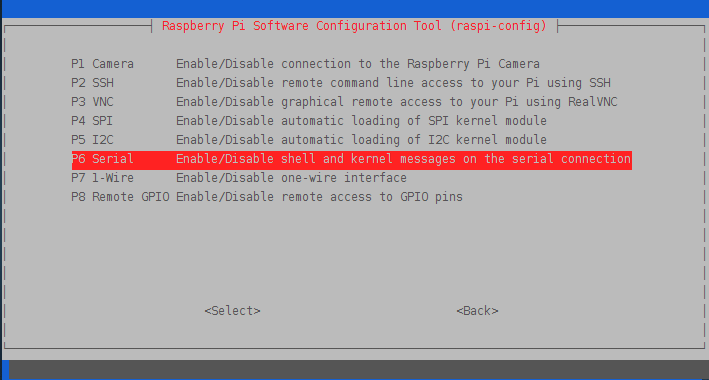 Raspberry Pi Software Configuration Tool (raspi-config)
P1 Camera Enable/Disable connection to the Raspberry Pi Camera
P2 SSH Enable/Disable remote command line access to your Pi using SSH
P3 VNC Enable/Disable graphical remote access to your Pi using RealVNC
P4 SPI Enable/Disable automatic loading of SPI kernel module
P5 I2C Enable/Disable automatic loading of I2C kernel module
P6 Serial Enable/Disable shell and kernel messages on the serial connection
P7 1-Wire Enable/Disable one-wire interface
P8 Remote GPIO Enable/Disable remote access to GPIO pins
<Select> <Back>